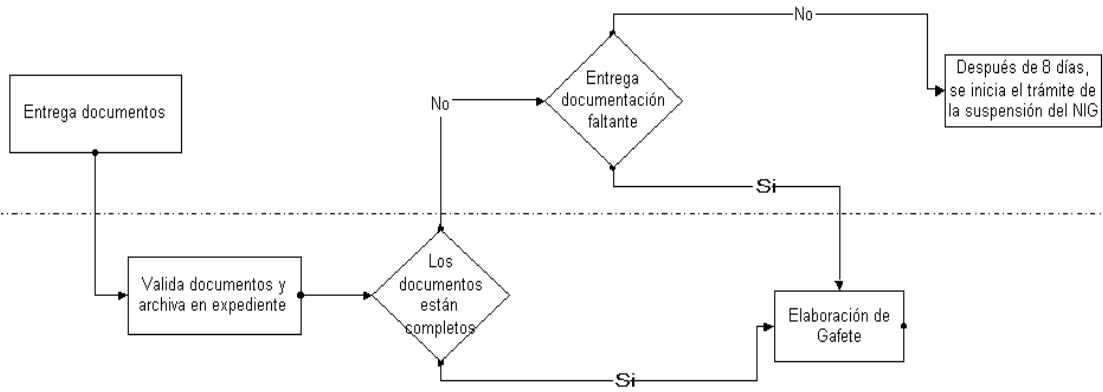 No
Entrega documentos
No
Entrega
documentación
faltante
Después de 8 días,
se inicia el trámite de
la suspensión del NIG
Si
Valida documentos y
archiva en expediente
Los
documentos
están
completos
Elaboración de
Gafete
Si